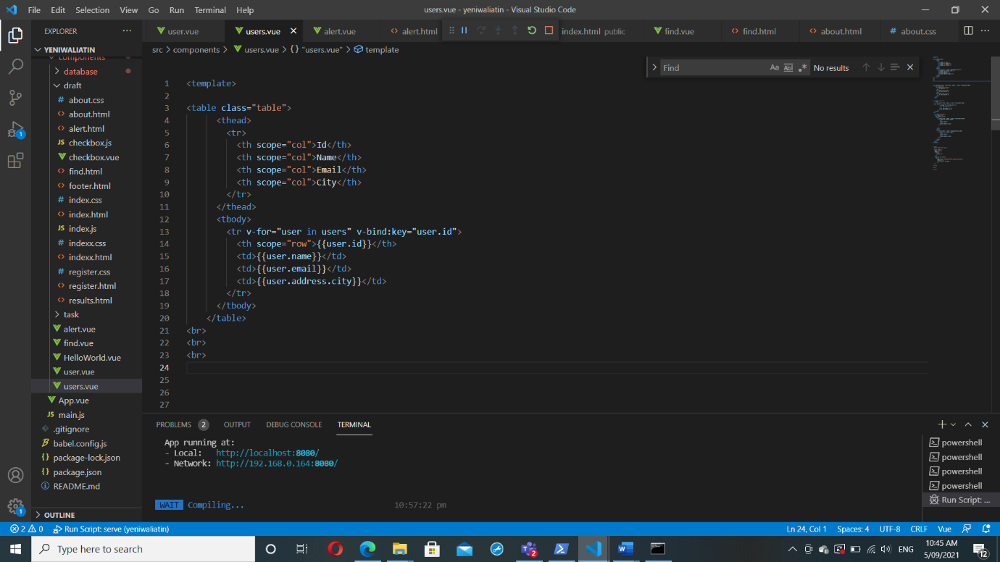 File Edit Selection View Go Run Terminal Help
users.vue - yeniwaliatin - Visual Studio Code
EXPLORER
user.vue
users.vue
alert.vue
alert.html
index.html public
find.vue
find.html
about.html
about.css
YENIWALIATIN
src > components > users.vue > {} "users.vue" > template
components
database
draft
about.css
about.html
alert.html
JS checkbox.js
checkbox.vue
find.html
footer.html
index.css
index.html
JS index.js
indexx.css
indexx.html
register.css
register.html
results.html
task
alert.vue
find.vue
HelloWorld.vue
user.vue
users.vue
App.vue
JS main.js
.gitignore
babel.config.js
package-lock.json
package.json
README.md
OUTLINE
Find
Aa
Ab
No results
1 <template>
2
3 <table class="table">
4 <thead>
5 <tr>
6 <th scope="col">Id</th>
7 <th scope="col">Name</th>
8 <th scope="col">Email</th>
9 <th scope="col">City</th>
10 </tr>
11 </thead>
12 <tbody>
13 <tr v-for="user in users" v-bind:key="user.id">
14 <th scope="row">{{user.id}}</th>
15 <td>{{user.name}}</td>
16 <td>{{user.email}}</td>
17 <td>{{user.address.city}}</td>
18 </tr>
19 </tbody>
20 </table>
21 <br>
22 <br>
23 <br>
24
25
26
27
PROBLEMS 2 OUTPUT DEBUG CONSOLE TERMINAL
App running at:
- Local: http://localhost:8080/
- Network: http://192.168.0.164:8080/
WAIT Compiling... 10:57:22 pm
powershell
powershell
powershell
powershell
Run Script: ...
2 0 Run Script: serve (yeniwaliatin)
Ln 24, Col 1 Spaces: 4 UTF-8 CRLF Vue
Type here to search
ENG
10:45 AM
5/09/2021
12